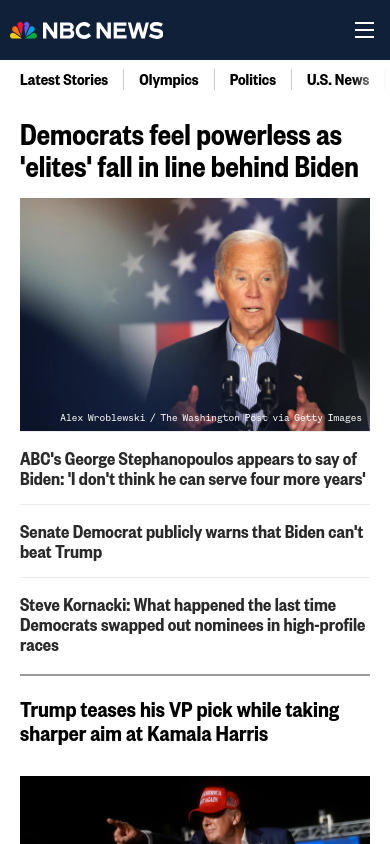 NBC NEWS
Latest Stories
Olympics
Politics
U.S. News
Democrats feel powerless as
'elites' fall in line behind Biden
Alex Wroblewski / The Washington Post via Getty Images
ABC's George Stephanopoulos appears to say of
Biden: 'I don't think he can serve four more years'
Senate Democrat publicly warns that Biden can't
beat Trump
Steve Kornacki: What happened the last time
Democrats swapped out nominees in high-profile
races
Trump teases his VP pick while taking
sharper aim at Kamala Harris